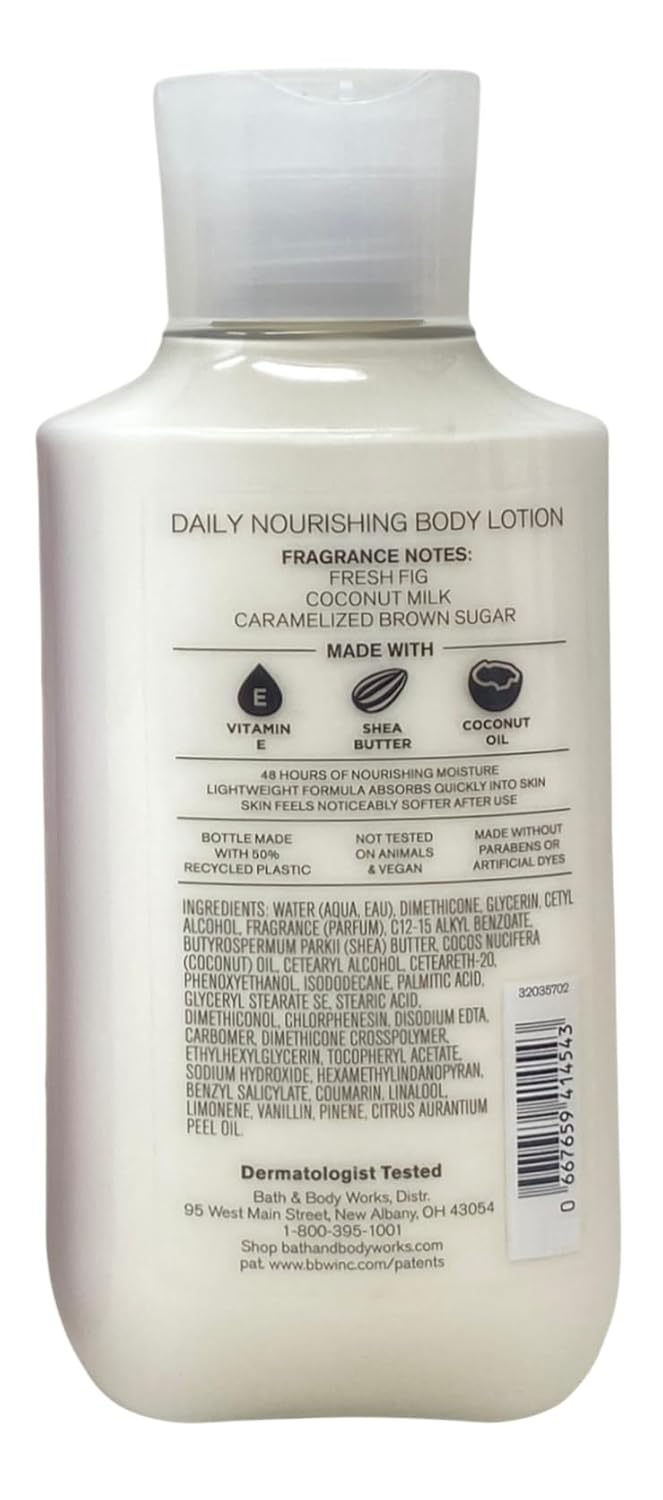 DAILY NOURISHING BODY LOTION
FRAGRANCE NOTES:
FRESH FIG
COCONUT MILK
CARAMELIZED BROWN SUGAR
MADE WITH
E
VITAMIN
E
SHEA
BUTTER
COCONUT
OIL
48 HOURS OF NOURISHING MOISTURE
LIGHTWEIGHT FORMULA ABSORBS QUICKLY INTO SKIN
SKIN FEELS NOTICEABLY SOFTER AFTER USE
BOTTLE MADE
WITH 50%
RECYCLED PLASTIC
NOT TESTED
ON ANIMALS
& VEGAN
MADE WITHOUT
PARABENS OR
ARTIFICIAL DYES
INGREDIENTS: WATER (AQUA, EAU), DIMETHICONE, GLYCERIN, CETYL
ALCOHOL, FRAGRANCE (PARFUM), C12-15 ALKYL BENZOATE,
BUTYROSPERMUM PARKII (SHEA) BUTTER, COCOS NUCIFERA
(COCONUT) OIL, CETEARYL ALCOHOL, CETEARETH-20,
PHENOXYETHANOL, ISODODECANE, PALMITIC ACID,
GLYCERYL STEARATE SE, STEARIC ACID,
DIMETHICONOL, CHLORPHENESIN, DISODIUM EDTA,
CARBOMER, DIMETHICONE CROSSPOLYMER,
ETHYLHEXYLGLYCERIN, TOCOPHERYL ACETATE,
SODIUM HYDROXIDE, HEXAMETHYLINDANOPYRAN,
BENZYL SALICYLATE, COUMARIN, LINALOOL,
LIMONENE, VANILLIN, PINENE, CITRUS AURANTIUM
PEEL OIL.
32035702
0 667659 414543
Dermatologist Tested
Bath & Body Works, Distr.
95 West Main Street, New Albany, OH 43054
1-800-395-1001
Shop bathandbodyworks.com
pat. www.bbwinc.com/patents